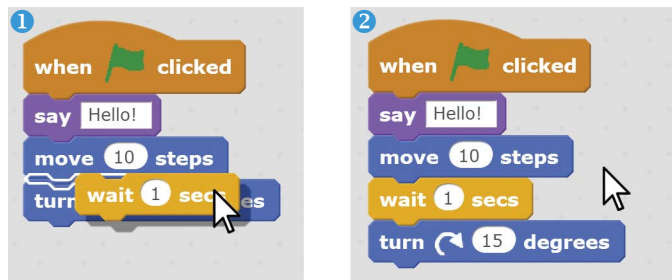 1
when clicked
say Hello!
move 10 steps
wait 1 secs
2
when clicked
say Hello!
move 10 steps
wait 1 secs
turn 15 degrees